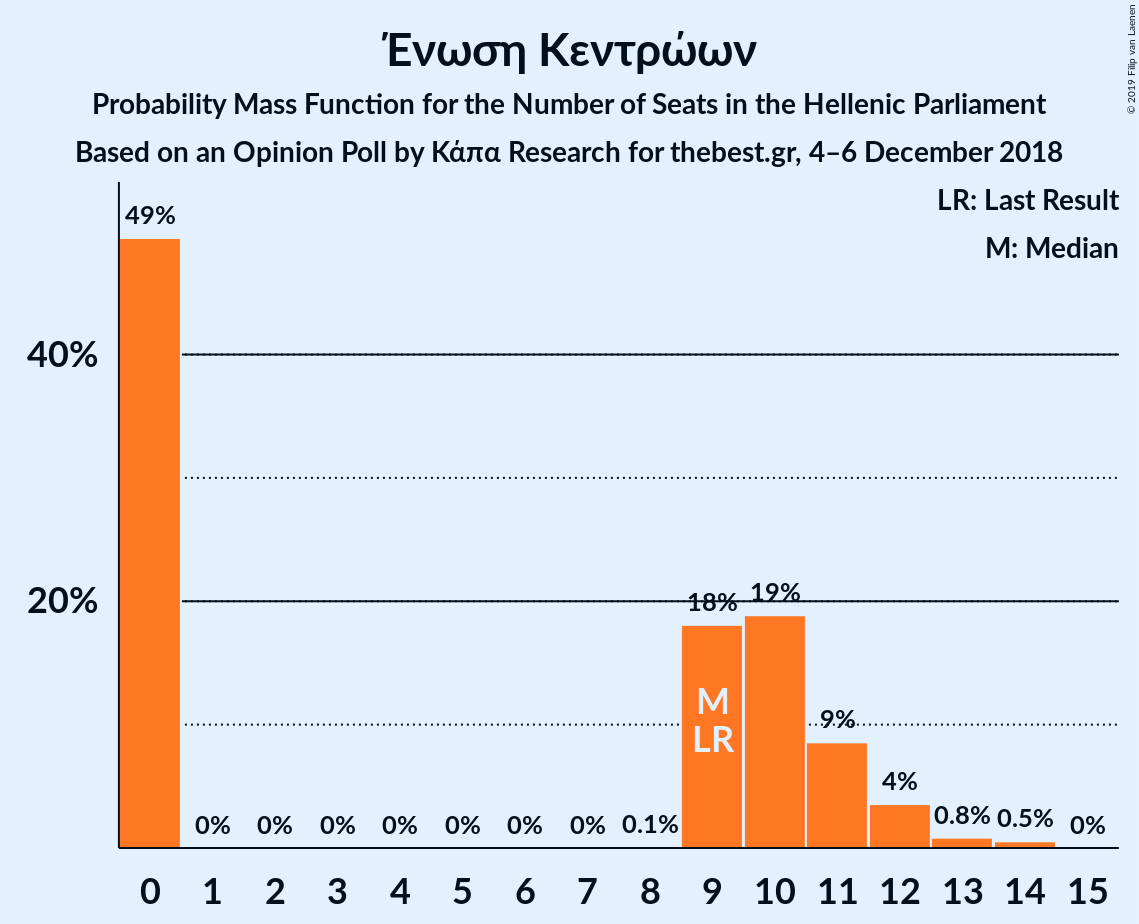 Ένωση Κεντρώων
Probability Mass Function for the Number of Seats in the Hellenic Parliament
Based on an Opinion Poll by Κάπα Research for thebest.gr, 4–6 December 2018
© 2019 Filip van Laenen
LR: Last Result
M: Median
49%
40%
20%
0%
0%
0%
0%
0%
0%
0%
0.1%
18%
19%
9%
4%
0.8%
0.5%
0%
M
LR
0 1 2 3 4 5 6 7 8 9 10 11 12 13 14 15